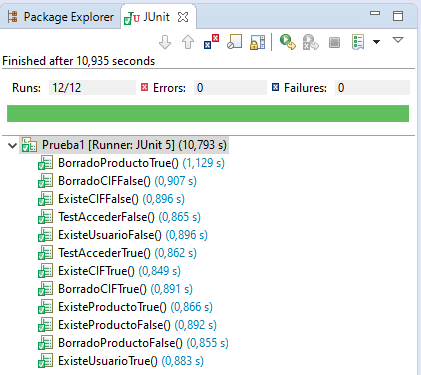 Package Explorer JUnit
Finished after 10,935 seconds
Runs: 12/12 Errors: 0 Failures: 0
Prueba1 [Runner: JUnit 5] (10,793 s)
BorradoProductoTrue() (1,129 s)
BorradoCIFFalse() (0,907 s)
ExisteCIFFalse() (0,896 s)
TestAccederFalse() (0,865 s)
ExisteUsuarioFalse() (0,896 s)
TestAccederTrue() (0,862 s)
ExisteCIFTrue() (0,849 s)
BorradoCIFTrue() (0,891 s)
ExisteProductoTrue() (0,866 s)
ExisteProductoFalse() (0,892 s)
BorradoProductoFalse() (0,855 s)
ExisteUsuarioTrue() (0,883 s)